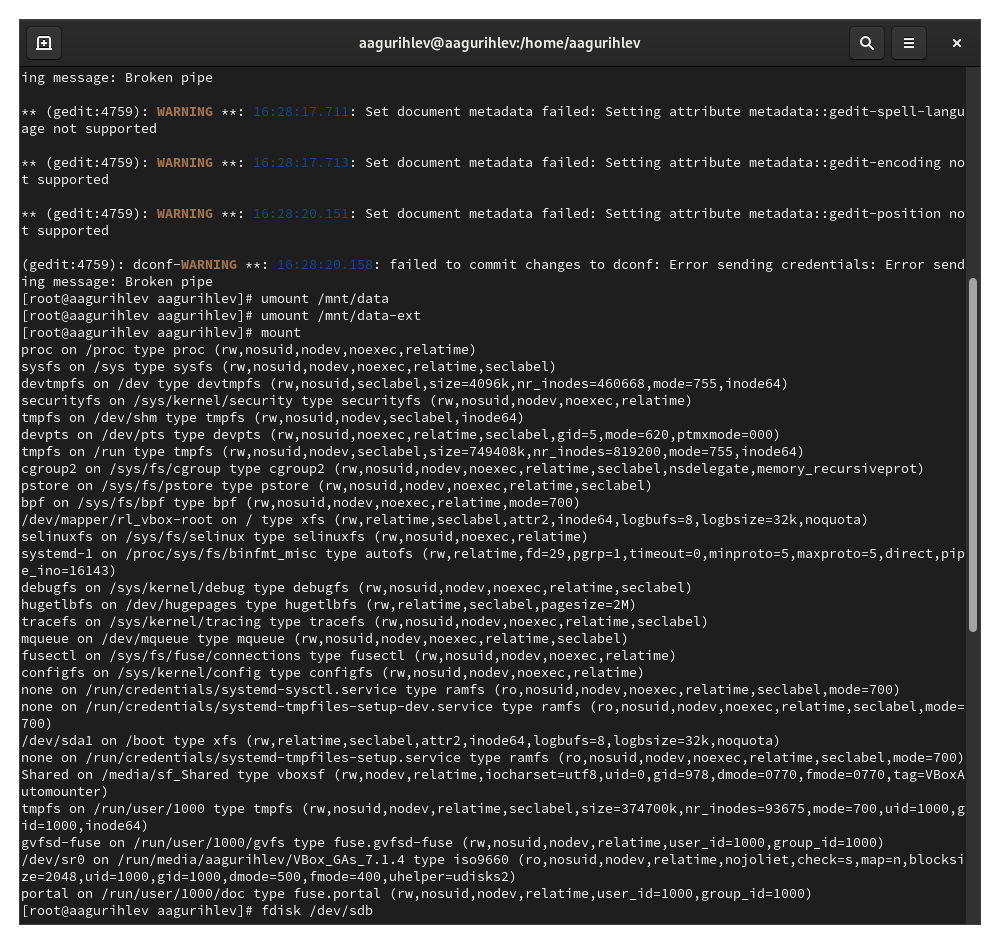 aagurihlev@aagurihlev:/home/aagurihlev
ing message: Broken pipe
** (gedit:4759): WARNING **: 16:28:17.711: Set document metadata failed: Setting attribute metadata::gedit-spell-langu
age not supported
** (gedit:4759): WARNING **: 16:28:17.713: Set document metadata failed: Setting attribute metadata::gedit-encoding no
t supported
** (gedit:4759): WARNING **: 16:28:20.151: Set document metadata failed: Setting attribute metadata::gedit-position no
t supported
(gedit:4759): dconf-WARNING **: 16:28:20.158: failed to commit changes to dconf: Error sending credentials: Error send
ing message: Broken pipe
[root@aagurihlev aagurihlev]# umount /mnt/data
[root@aagurihlev aagurihlev]# umount /mnt/data-ext
[root@aagurihlev aagurihlev]# mount
proc on /proc type proc (rw,nosuid,nodev,noexec,relatime)
sysfs on /sys type sysfs (rw,nosuid,nodev,noexec,relatime,seclabel)
devtmpfs on /dev type devtmpfs (rw,nosuid,seclabel,size=4096k,nr_inodes=460668,mode=755,inode64)
securityfs on /sys/kernel/security type securityfs (rw,nosuid,nodev,noexec,relatime)
tmpfs on /dev/shm type tmpfs (rw,nosuid,nodev,seclabel,inode64)
devpts on /dev/pts type devpts (rw,nosuid,noexec,relatime,seclabel,gid=5,mode=620,ptmxmode=000)
tmpfs on /run type tmpfs (rw,nosuid,nodev,seclabel,size=749408k,nr_inodes=819200,mode=755,inode64)
cgroup2 on /sys/fs/cgroup type cgroup2 (rw,nosuid,nodev,noexec,relatime,seclabel,nsdelegate,memory_recursiveprot)
pstore on /sys/fs/pstore type pstore (rw,nosuid,nodev,noexec,relatime,seclabel)
bpf on /sys/fs/bpf type bpf (rw,nosuid,nodev,noexec,relatime,mode=700)
/dev/mapper/rl_vbox-root on / type xfs (rw,relatime,seclabel,attr2,inode64,logbufs=8,logbsize=32k,noquota)
selinuxfs on /sys/fs/selinux type selinuxfs (rw,nosuid,noexec,relatime)
systemd-1 on /proc/sys/fs/binfmt_misc type autofs (rw,relatime,fd=29,pgrp=1,timeout=0,minproto=5,maxproto=5,direct,pip
e_ino=16143)
debugfs on /sys/kernel/debug type debugfs (rw,nosuid,nodev,noexec,relatime,seclabel)
hugetlbfs on /dev/hugepages type hugetlbfs (rw,relatime,seclabel,pagesize=2M)
tracefs on /sys/kernel/tracing type tracefs (rw,nosuid,nodev,noexec,relatime,seclabel)
mqueue on /dev/mqueue type mqueue (rw,nosuid,nodev,noexec,relatime,seclabel)
fusectl on /sys/fs/fuse/connections type fusectl (rw,nosuid,nodev,noexec,relatime)
configfs on /sys/kernel/config type configfs (rw,nosuid,nodev,noexec,relatime)
none on /run/credentials/systemd-sysctl.service type ramfs (ro,nosuid,nodev,noexec,relatime,seclabel,mode=700)
none on /run/credentials/systemd-tmpfiles-setup-dev.service type ramfs (ro,nosuid,nodev,noexec,relatime,seclabel,mode=
700)
/dev/sda1 on /boot type xfs (rw,relatime,seclabel,attr2,inode64,logbufs=8,logbsize=32k,noquota)
none on /run/credentials/systemd-tmpfiles-setup.service type ramfs (ro,nosuid,nodev,noexec,relatime,seclabel,mode=700)
Shared on /media/sf_Shared type vboxsf (rw,nodev,relatime,iocharset=utf8,uid=0,gid=978,dmode=0770,fmode=0770,tag=VBoxA
utomounter)
tmpfs on /run/user/1000 type tmpfs (rw,nosuid,nodev,relatime,seclabel,size=374700k,nr_inodes=93675,mode=700,uid=1000,g
id=1000,inode64)
gvfsd-fuse on /run/user/1000/gvfs type fuse.gvfsd-fuse (rw,nosuid,nodev,relatime,user_id=1000,group_id=1000)
/dev/sr0 on /run/media/aagurihlev/VBox_GAs_7.1.4 type iso9660 (ro,nosuid,nodev,relatime,nojoliet,check=s,map=n,blocksi
ze=2048,uid=1000,gid=1000,dmode=500,fmode=400,uhelper=udisks2)
portal on /run/user/1000/doc type fuse.portal (rw,nosuid,nodev,relatime,user_id=1000,group_id=1000)
[root@aagurihlev aagurihlev]# fdisk /dev/sdb